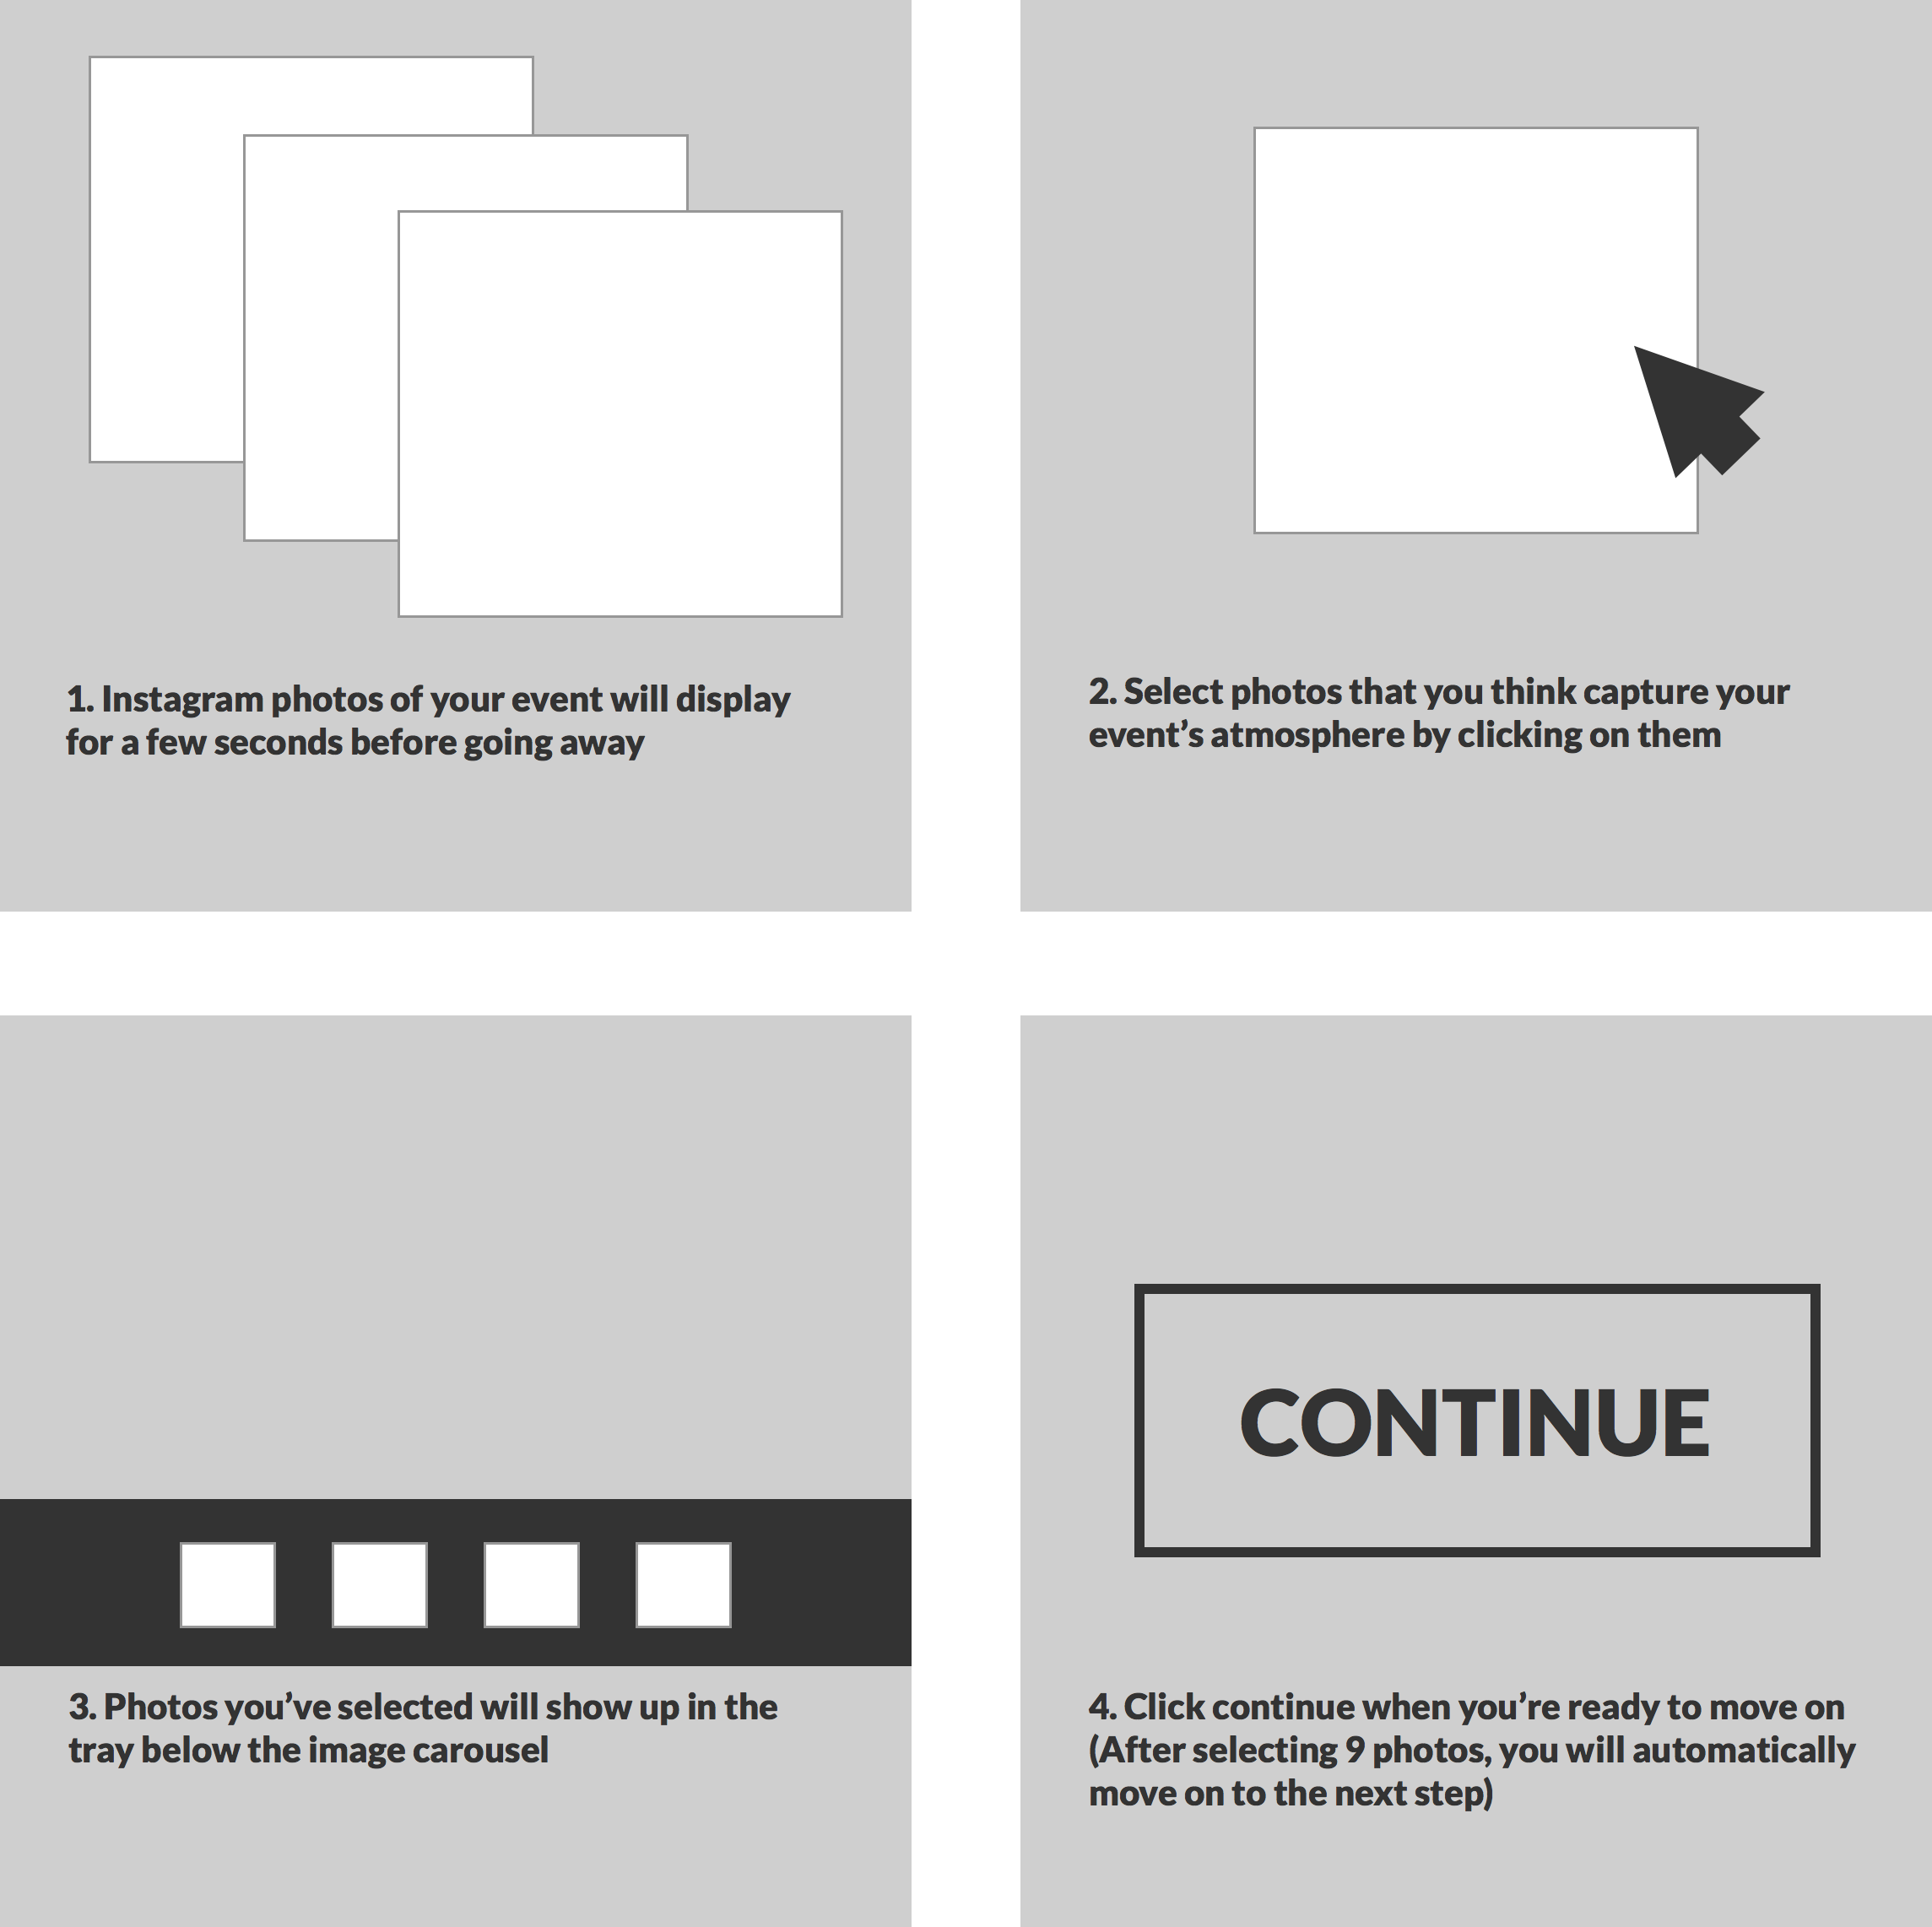 1. Instagram photos of your event will display
for a few seconds before going away
2. Select photos that you think capture your
event’s atmosphere by clicking on them
3. Photos you’ve selected will show up in the
tray below the image carousel
CONTINUE
4. Click continue when you’re ready to move on
(After selecting 9 photos, you will automatically
move on to the next step)